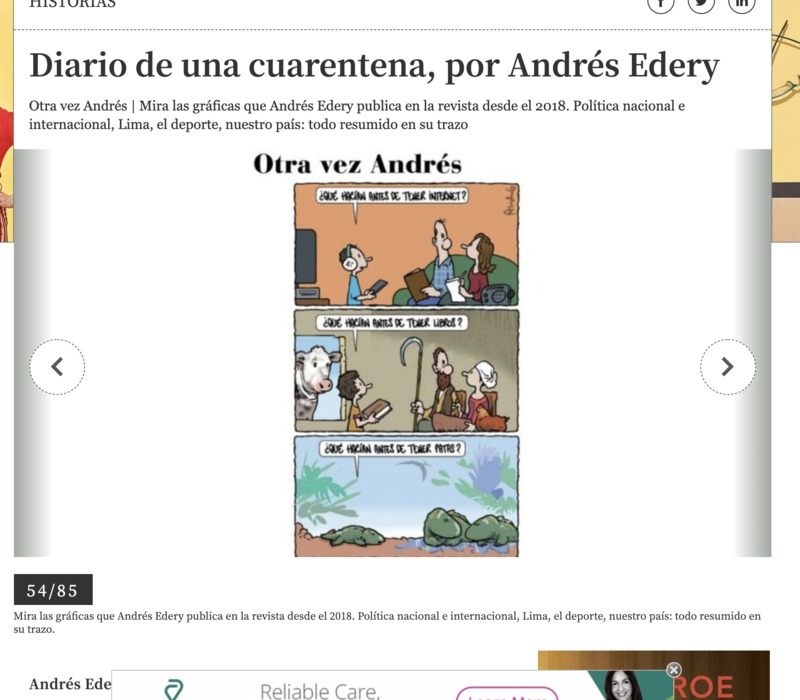 HISTORIAS
Diario de una cuarentena, por Andrés Edery
Otra vez Andrés | Mira las gráficas que Andrés Edery publica en la revista desde el 2018. Política nacional e
internacional, Lima, el deporte, nuestro país: todo resumido en su trazo
Otra vez Andrés
¿QUÉ HACÍAN ANTES DE TENER INTERNET?
Andrés
¿QUÉ HACÍAN ANTES DE TENER LIBROS?
¿QUÉ HACÍAN ANTES DE TENER PATAS?
54/85
Mira las gráficas que Andrés Edery publica en la revista desde el 2018. Política nacional e internacional, Lima, el deporte, nuestro país: todo resumido en
su trazo.
Andrés Ede
Reliable Care,
Learn More
ROE